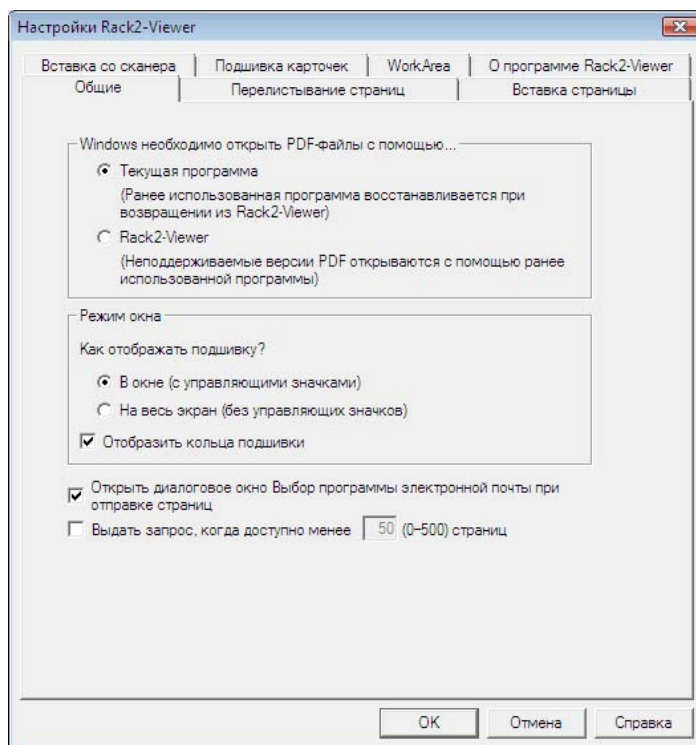 Настройки Rack2-Viewer
Вставка со сканера
Подшивка карточек
WorkArea
О программе Rack2-Viewer
Общие
Перелистывание страниц
Вставка страницы
Windows необходимо открыть PDF-файлы с помощью...
Текущая программа
(Ранее использованная программа восстанавливается при
возвращении из Rack2-Viewer)
Rack2-Viewer
(Неподдерживаемые версии PDF открываются с помощью ранее
использованной программы)
Режим окна
Как отображать подшивку?
В окне (с управляющими значками)
На весь экран (без управляющих значков)
Отобразить кольца подшивки
Открыть диалоговое окно Выбор программы электронной почты при
отправке страниц
Выдать запрос, когда доступно менее 50 (0-500) страниц
OK
Отмена
Справка